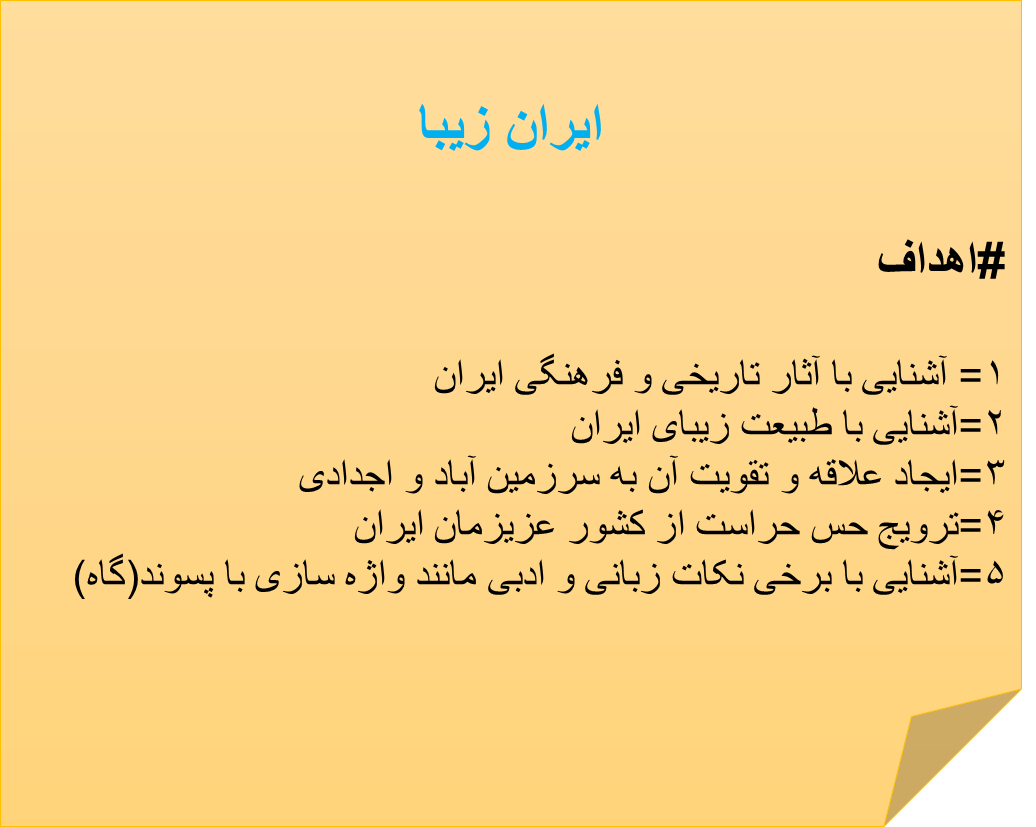 ایران زیبا
#اهداف
۱= آشنایی با آثار تاریخی و فرهنگی ایران
۲=آشنایی با طبیعت زیبای ایران
۳=ایجاد علاقه و تقویت آن به سرزمین آباد و اجدادی
۴=ترویج حس حراست از کشور عزیزمان ایران
۵=آشنایی با برخی نکات زبانی و ادبی مانند واژه سازی با پسوند(گاه)